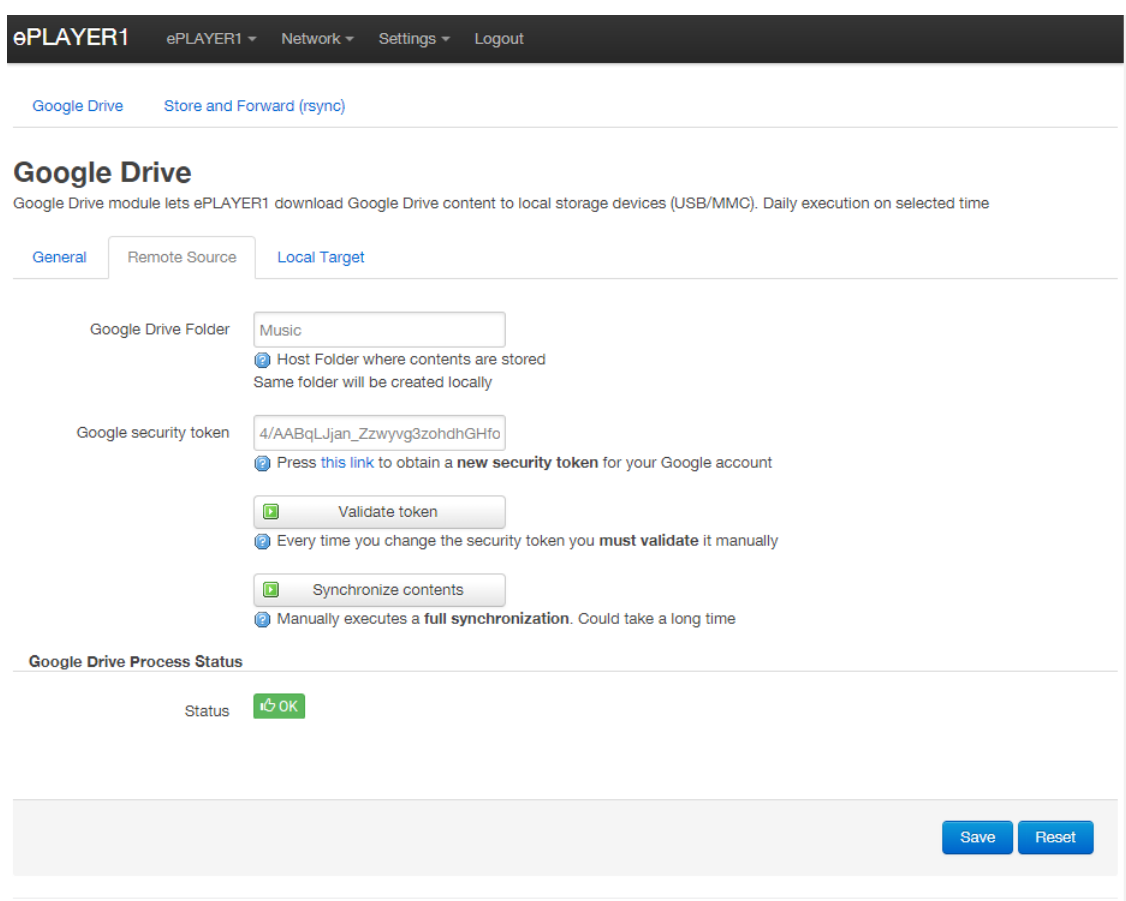 ePLAYER1 ePLAYER1 Network Settings Logout
Google Drive Store and Forward (rsync)
Google Drive
Google Drive module lets ePLAYER1 download Google Drive content to local storage devices (USB/MMC). Daily execution on selected time
General Remote Source Local Target
Google Drive Folder Music
Host Folder where contents are stored
Same folder will be created locally
Google security token 4/AABqLJjan_Zzwyvg3zohdhGHfo
Press this link to obtain a new security token for your Google account
Validate token
Every time you change the security token you must validate it manually
Synchronize contents
Manually executes a full synchronization. Could take a long time
Google Drive Process Status
Status OK
Save Reset